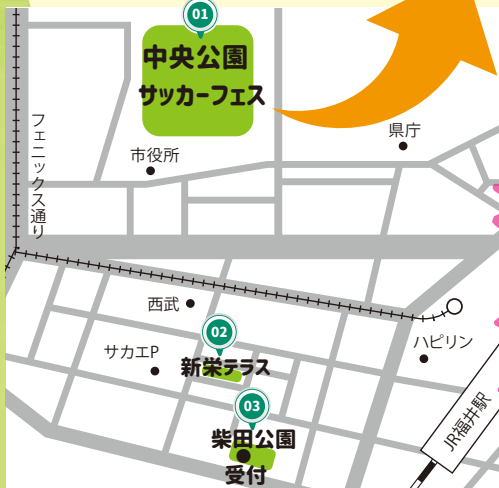 01
中央公園
サッカーフェス
県庁
市役所
フェニックス通り
西武
02
ハピリン
サカエP
新栄テラス
03
JR福井駅
柴田公園
受付